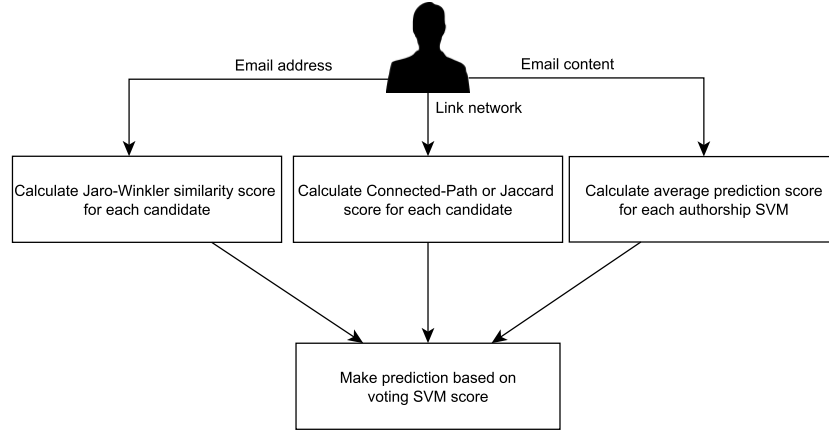 Email address
Email content
Link network
Calculate Jaro-Winkler similarity score
for each candidate
Calculate Connected-Path or Jaccard
score for each candidate
Calculate average prediction score
for each authorship SVM
Make prediction based on
voting SVM score